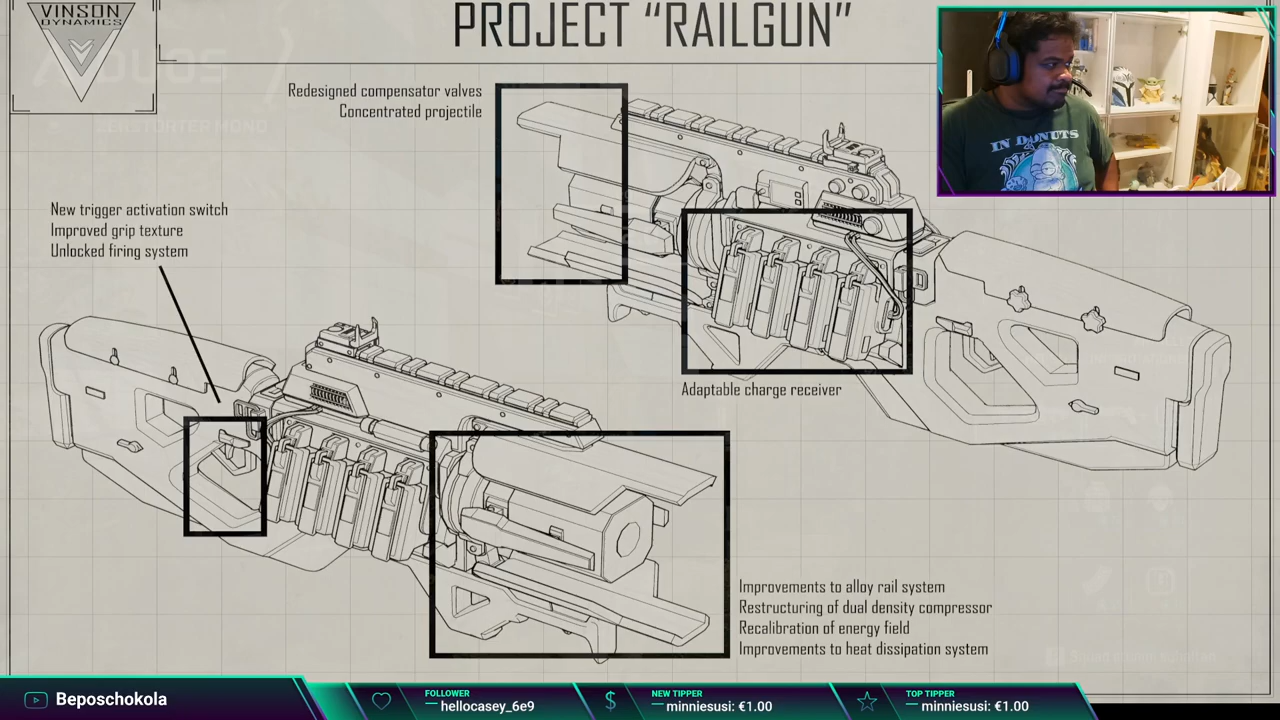 VINSON
DYNAMICS
PROJECT "RAILGUN"
Redesigned compensator valves
Concentrated projectile
IN DONUTS
New trigger activation switch
Improved grip texture
Unlocked firing system
Adaptable charge receiver
Improvements to alloy rail system
Restructuring of dual density compressor
Recalibration of energy field
Improvements to heat dissipation system
Beposchokola
FOLLOWER
hellocasey_6e9
$
NEW TIPPER
minniesusi: €1.00
TOP TIPPER
minniesusi: €1.00